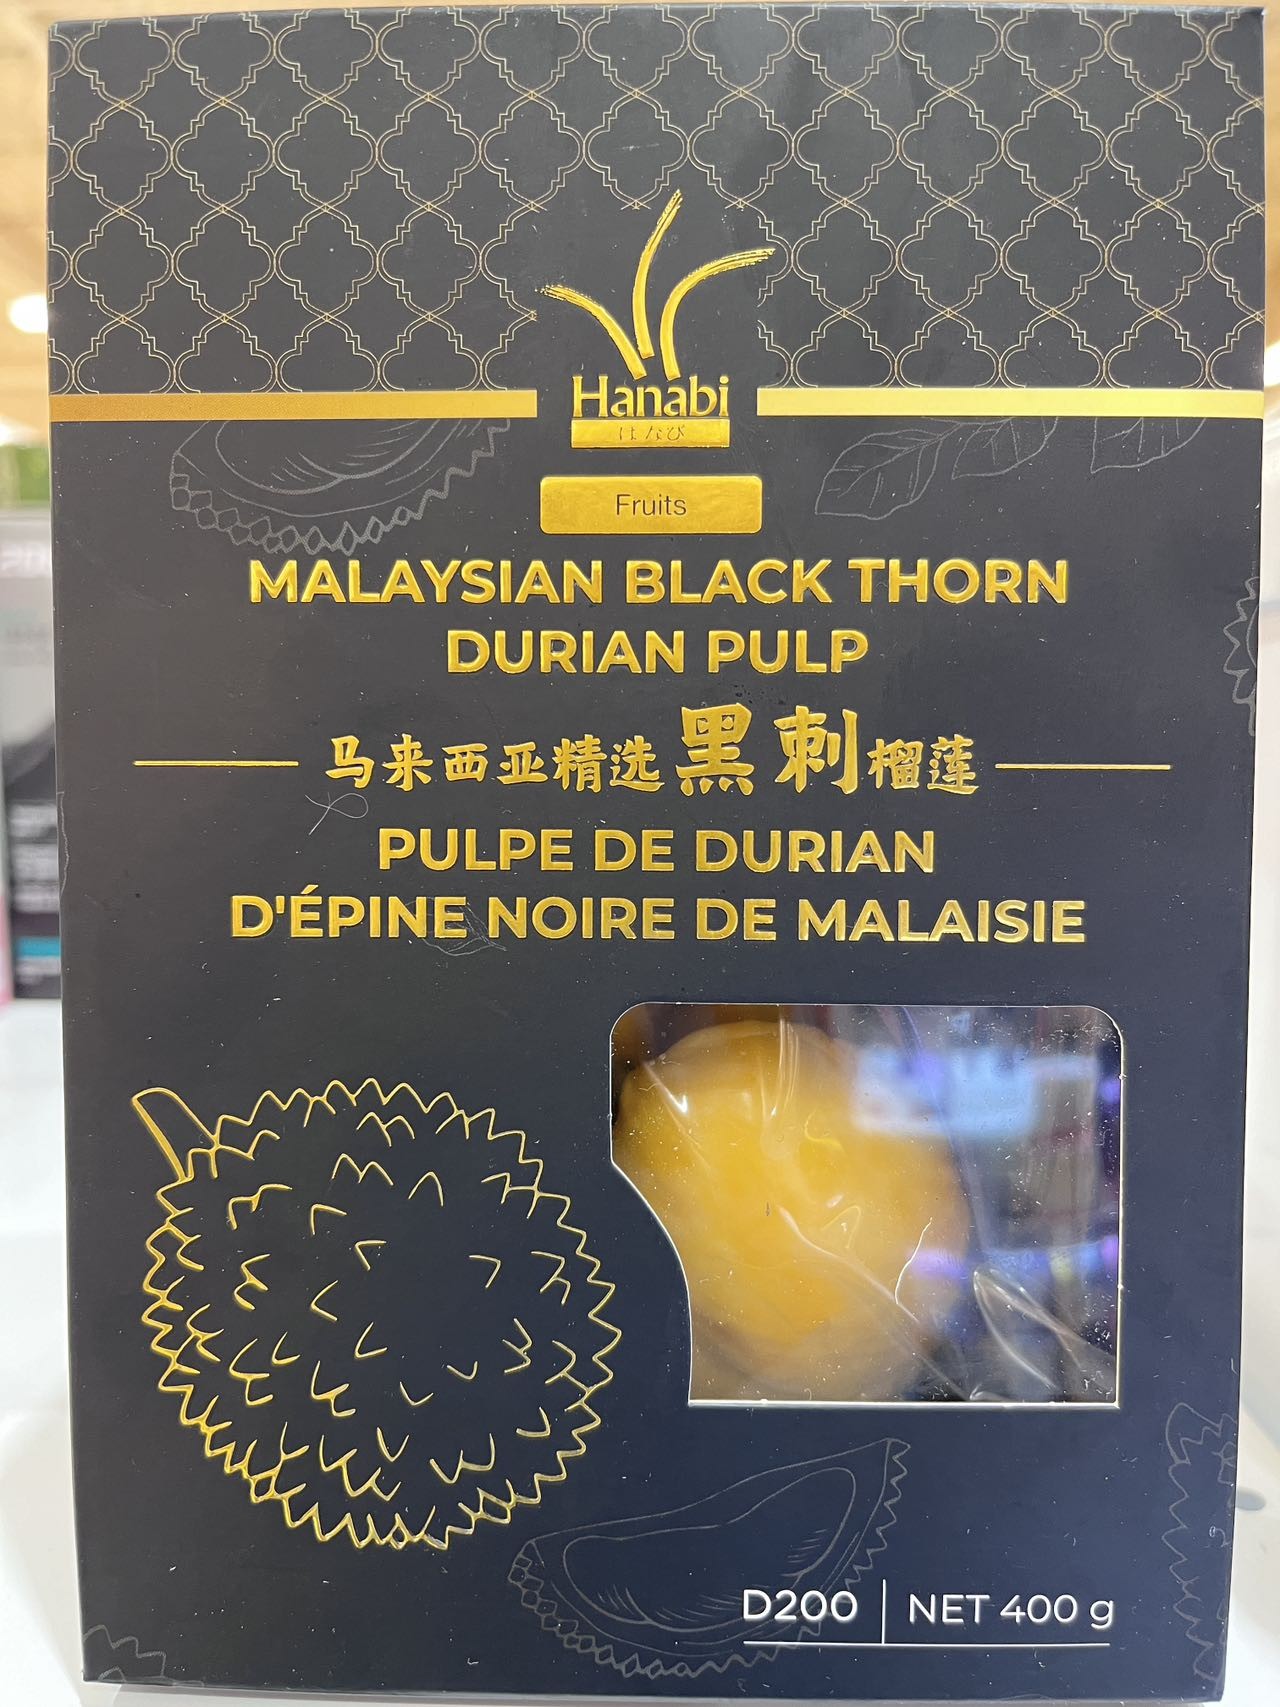 Hanabi
はなび
Fruits
MALAYSIAN BLACK THORN
DURIAN PULP
马来西亚精选黑刺榴莲
PULPE DE DURIAN
D'ÉPINE NOIRE DE MALAISIE
D200 | NET 400 g